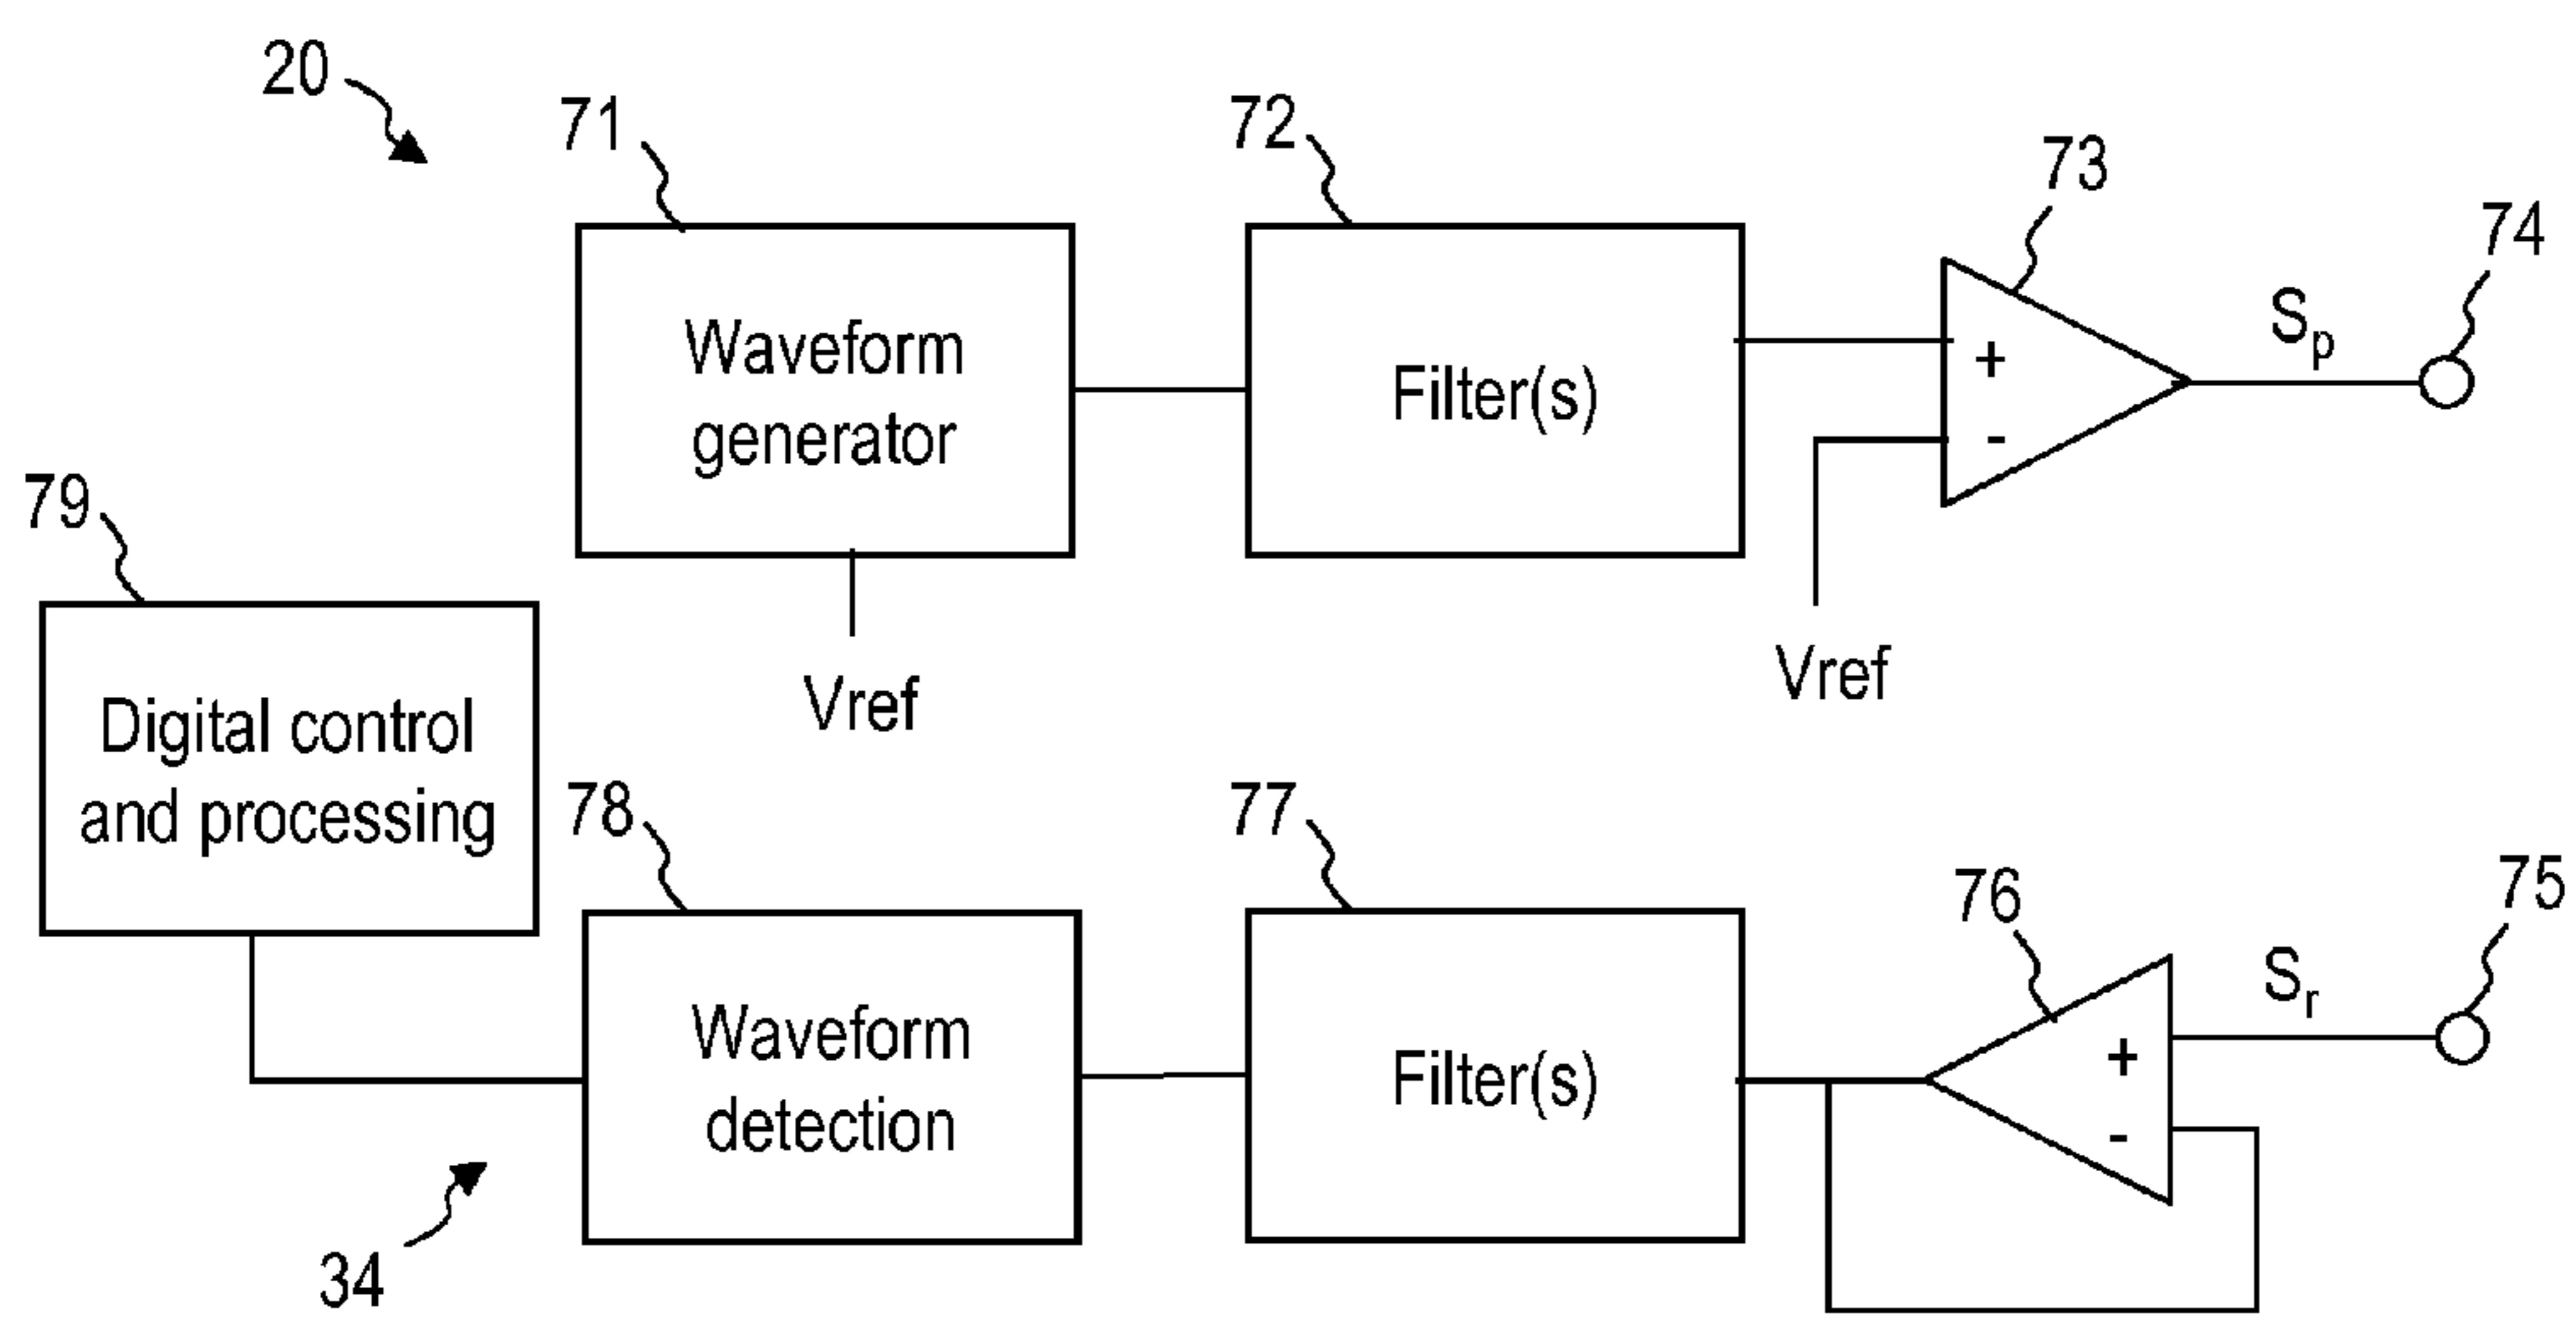 20
71
72
73
74
Waveform
generator
Filter(s)
+
-
Sp
Vref
Vref
79
Digital control
and processing
78
77
76
75
Waveform
detection
Filter(s)
+
-
Sr
34